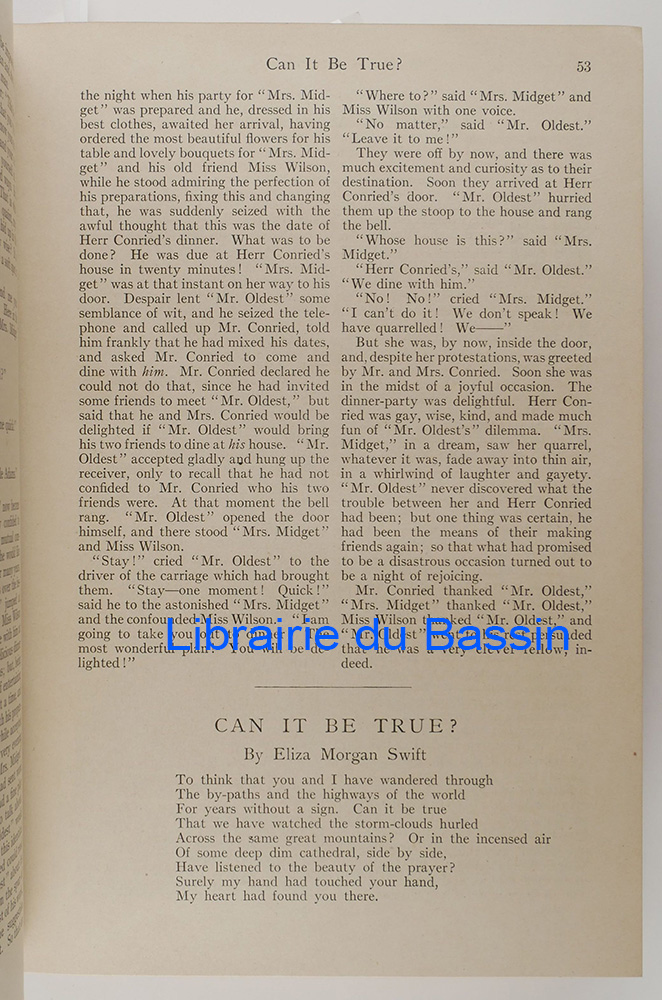 Can It Be True? 53
the night when his party for “Mrs. Mid-
get” was prepared and he, dressed in his
best clothes, awaited her arrival, having
ordered the most beautiful flowers for his
table and lovely bouquets for “Mrs. Mid-
get” and his old friend Miss Wilson,
while he stood admiring the perfection of
his preparations, fixing this and changing
that, he was suddenly seized with the
awful thought that this was the date of
Herr Conried’s dinner. What was to be
done? He was due at Herr Conried’s
house in twenty minutes! “Mrs. Mid-
get” was at that instant on her way to his
door. Despair lent “Mr. Oldest” some
semblance of wit, and he seized the tele-
phone and called up Mr. Conried, told
him frankly that he had mixed his dates,
and asked Mr. Conried to come and
dine with him. Mr. Conried declared he
could not do that, since he had invited
some friends to meet “Mr. Oldest,” but
said that he and Mrs. Conried would be
delighted if “Mr. Oldest” would bring
his two friends to dine at his house. “Mr.
Oldest” accepted gladly and hung up the
receiver, only to recall that he had not
confided to Mr. Conried who his two
friends were. At that moment the bell
rang. “Mr. Oldest” opened the door
himself, and there stood “Mrs. Midget”
and Miss Wilson.
“Stay!” cried “Mr. Oldest” to the
driver of the carriage which had brought
them. “Stay—one moment! Quick!”
said he to the astonished “Mrs. Midget”
and the confounded Miss Wilson. “I am
going to take you out to dinner. The
most wonderful plan! You will be de-
lighted!”
“Where to?” said “Mrs. Midget” and
Miss Wilson with one voice.
“No matter,” said “Mr. Oldest.”
“Leave it to me!”
They were off by now, and there was
much excitement and curiosity as to their
destination. Soon they arrived at Herr
Conried’s door. “Mr. Oldest” hurried
them up the stoop to the house and rang
the bell.
“Whose house is this?” said “Mrs.
Midget.”
“Herr Conried’s,” said “Mr. Oldest.”
“We dine with him.”
“No! No!” cried “Mrs. Midget.”
“I can’t do it! We don’t speak! We
have quarrelled! We——”
But she was, by now, inside the door,
and, despite her protestations, was greeted
by Mr. and Mrs. Conried. Soon she was
in the midst of a joyful occasion. The
dinner-party was delightful. Herr Con-
ried was gay, wise, kind, and made much
fun of “Mr. Oldest’s” dilemma. “Mrs.
Midget,” in a dream, saw her quarrel,
whatever it was, fade away into thin air,
in a whirlwind of laughter and gayety.
“Mr. Oldest” never discovered what the
trouble between her and Herr Conried
had been; but one thing was certain, he
had been the means of their making
friends again; so that what had promised
to be a disastrous occasion turned out to
be a night of rejoicing.
Mr. Conried thanked “Mr. Oldest,”
“Mrs. Midget” thanked “Mr. Oldest,”
Miss Wilson thanked “Mr. Oldest,” and
“Mr. Oldest” went to bed persuaded
that he was a very clever fellow, in-
deed.
Librairie du Bassin
CAN IT BE TRUE?
By Eliza Morgan Swift
To think that you and I have wandered through
The by-paths and the highways of the world
For years without a sign. Can it be true
That we have watched the storm-clouds hurled
Across the same great mountains? Or in the incensed air
Of some deep dim cathedral, side by side,
Have listened to the beauty of the prayer?
Surely my hand had touched your hand,
My heart had found you there.